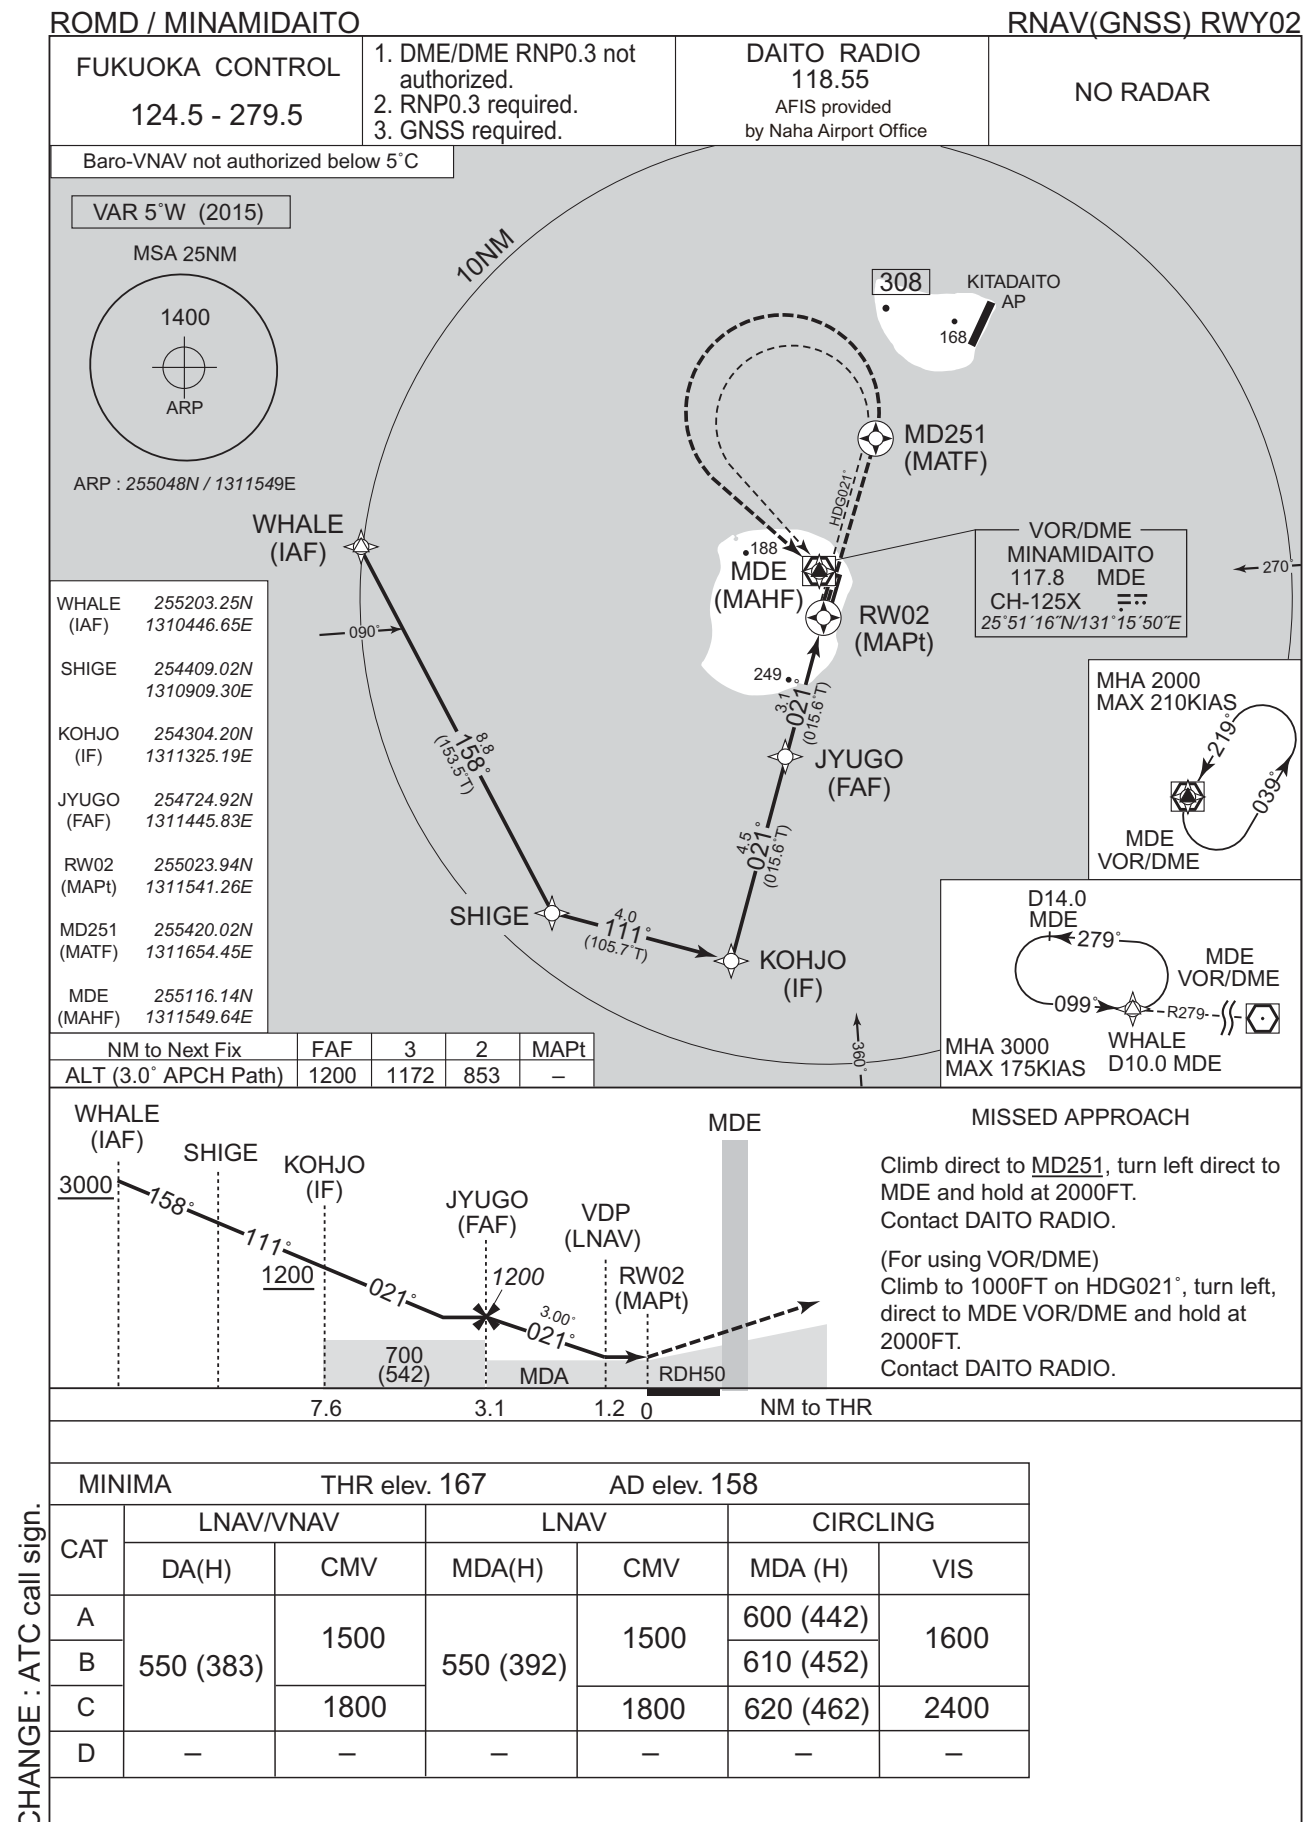 ROMD / MINAMIDAITO
RNAV(GNSS) RWY02
FUKUOKA CONTROL
124.5 - 279.5
1. DME/DME RNP0.3 not
authorized.
2. RNP0.3 required.
3. GNSS required.
DAITO RADIO
118.55
AFIS provided
by Naha Airport Office
NO RADAR
Baro-VNAV not authorized below 5˚C
VAR 5˚W (2015)
MSA 25NM
1400
ARP
ARP : 255048N / 1311549E
10NM
308
168
KITADAITO
AP
MD251
(MATF)
HDG021˚
WHALE
(IAF)
188
MDE
(MAHF)
RW02
(MAPt)
249
VOR/DME
MINAMIDAITO
117.8 MDE
CH-125X
25˚51´16˝N/131˚15´50˝E
270˚
090˚
WHALE 255203.25N
(IAF) 1310446.65E
SHIGE 254409.02N
1310909.30E
KOHJO 254304.20N
(IF) 1311325.19E
JYUGO 254724.92N
(FAF) 1311445.83E
RW02 255023.94N
(MAPt) 1311541.26E
MD251 255420.02N
(MATF) 1311654.45E
MDE 255116.14N
(MAHF) 1311549.64E
8.8
158˚
(153.5˚T)
3.1
021˚
(015.6˚T)
JYUGO
(FAF)
4.5
021˚
(015.6˚T)
SHIGE
4.0
111˚
(105.7˚T)
KOHJO
(IF)
360˚
MHA 2000
MAX 210KIAS
219˚
039˚
MDE
VOR/DME
D14.0
MDE
279˚
099˚
MDE
VOR/DME
R279
WHALE
D10.0 MDE
MHA 3000
MAX 175KIAS
NM to Next Fix FAF 3 2 MAPt
ALT (3.0˚ APCH Path) 1200 1172 853 –
WHALE
(IAF)
SHIGE
KOHJO
(IF)
JYUGO
(FAF)
VDP
(LNAV)
RW02
(MAPt)
MDE
3000
158˚
111˚
1200
021˚
1200
3.00˚
021˚
700
(542)
MDA
RDH50
7.6 3.1 1.2 0 NM to THR
MISSED APPROACH
Climb direct to MD251, turn left direct to
MDE and hold at 2000FT.
Contact DAITO RADIO.
(For using VOR/DME)
Climb to 1000FT on HDG021˚, turn left,
direct to MDE VOR/DME and hold at
2000FT.
Contact DAITO RADIO.
MINIMA THR elev. 167 AD elev. 158
CAT LNAV/VNAV LNAV CIRCLING
DA(H) CMV MDA(H) CMV MDA (H) VIS
A 550 (383) 1500 550 (392) 1500 600 (442) 1600
B 610 (452)
C 1800 1800 620 (462) 2400
D – – – – – –
CHANGE : ATC call sign.